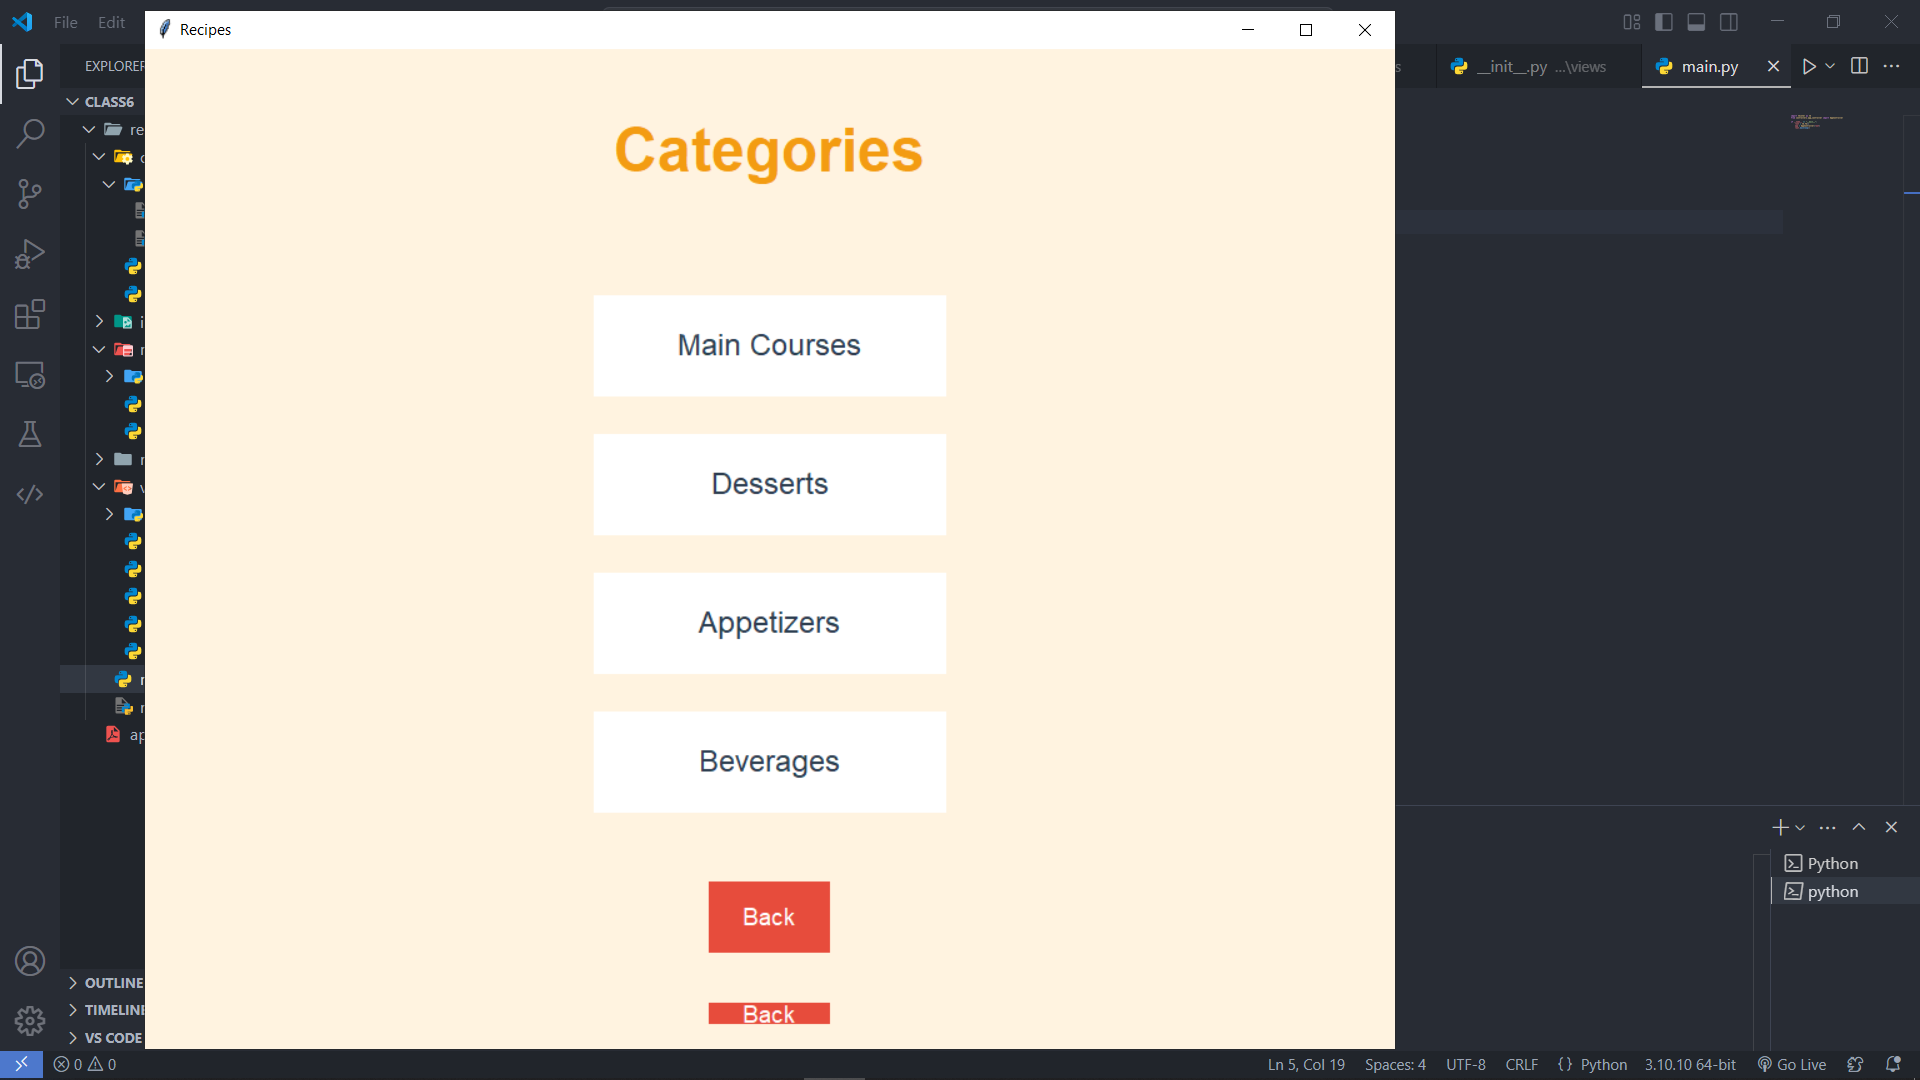 File Edit
Recipes
EXPLORER
__init__.py ...\views
main.py
CLASS6
re
Categories
Main Courses
Desserts
Appetizers
Beverages
ap
Back
Back
Python
python
OUTLINE
TIMELINE
VS CODE
0 0
Ln 5, Col 19 Spaces: 4 UTF-8 CRLF {} Python 3.10.10 64-bit Go Live